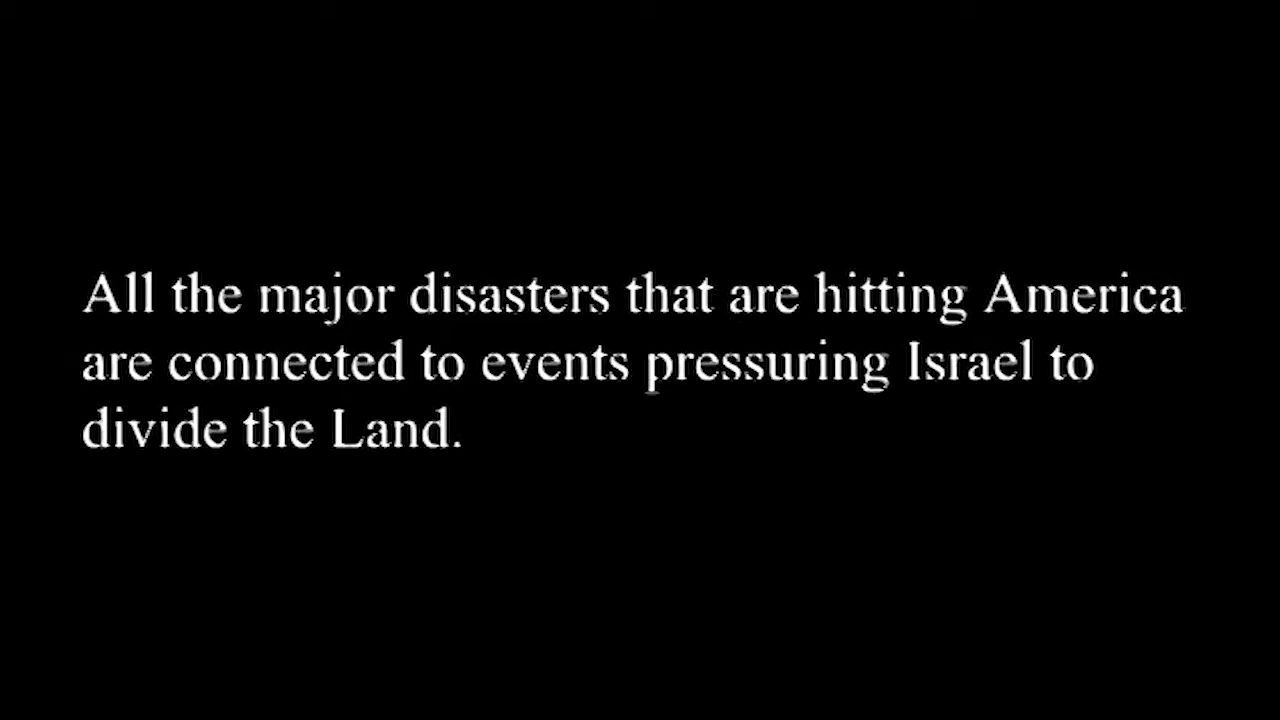 All the major disasters that are hitting America
are connected to events pressuring Israel to
divide the Land.